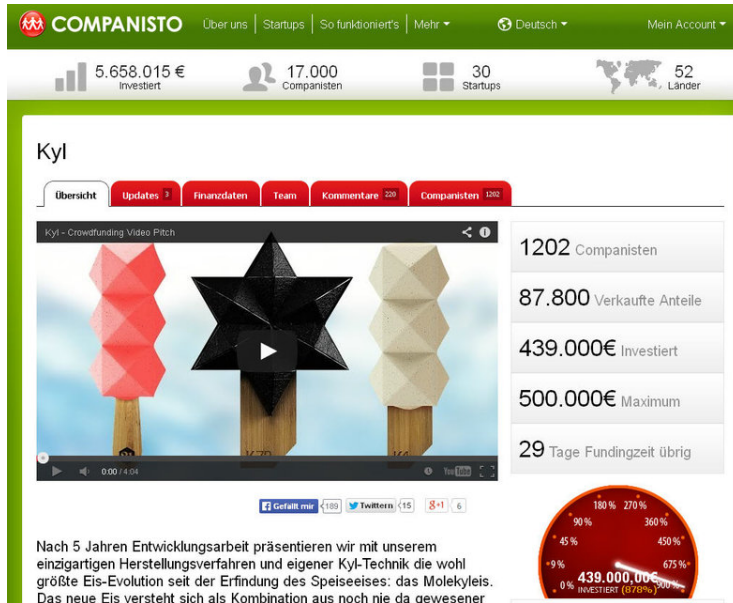 COMPANISTO Über uns Startups So funktioniert's Mehr Deutsch Mein Account
5.658.015 € 17.000 30 52
Investiert Companisten Startups Länder
Kyl
Übersicht Updates 3 Finanzdaten Team Kommentare 220 Companisten 1202
Kyl - Crowdfunding Video Pitch
0:00 / 4:04 YouTube
1202 Companisten
87.800 Verkaufte Anteile
439.000€ Investiert
500.000€ Maximum
29 Tage Fundingzeit übrig
Gefällt mir 189 Twittern 15 g+1 6
180% 270%
90% 360%
45% 450%
9% 675%
0% 439.000,00€ 900%
INVESTIERT (878%)
Nach 5 Jahren Entwicklungsarbeit präsentieren wir mit unserem
einzigartigen Herstellungsverfahren und eigener Kyl-Technik die wohl
größte Eis-Evolution seit der Erfindung des Speiseeises: das Molekyleis.
Das neue Eis versteht sich als Kombination aus noch nie da gewesener